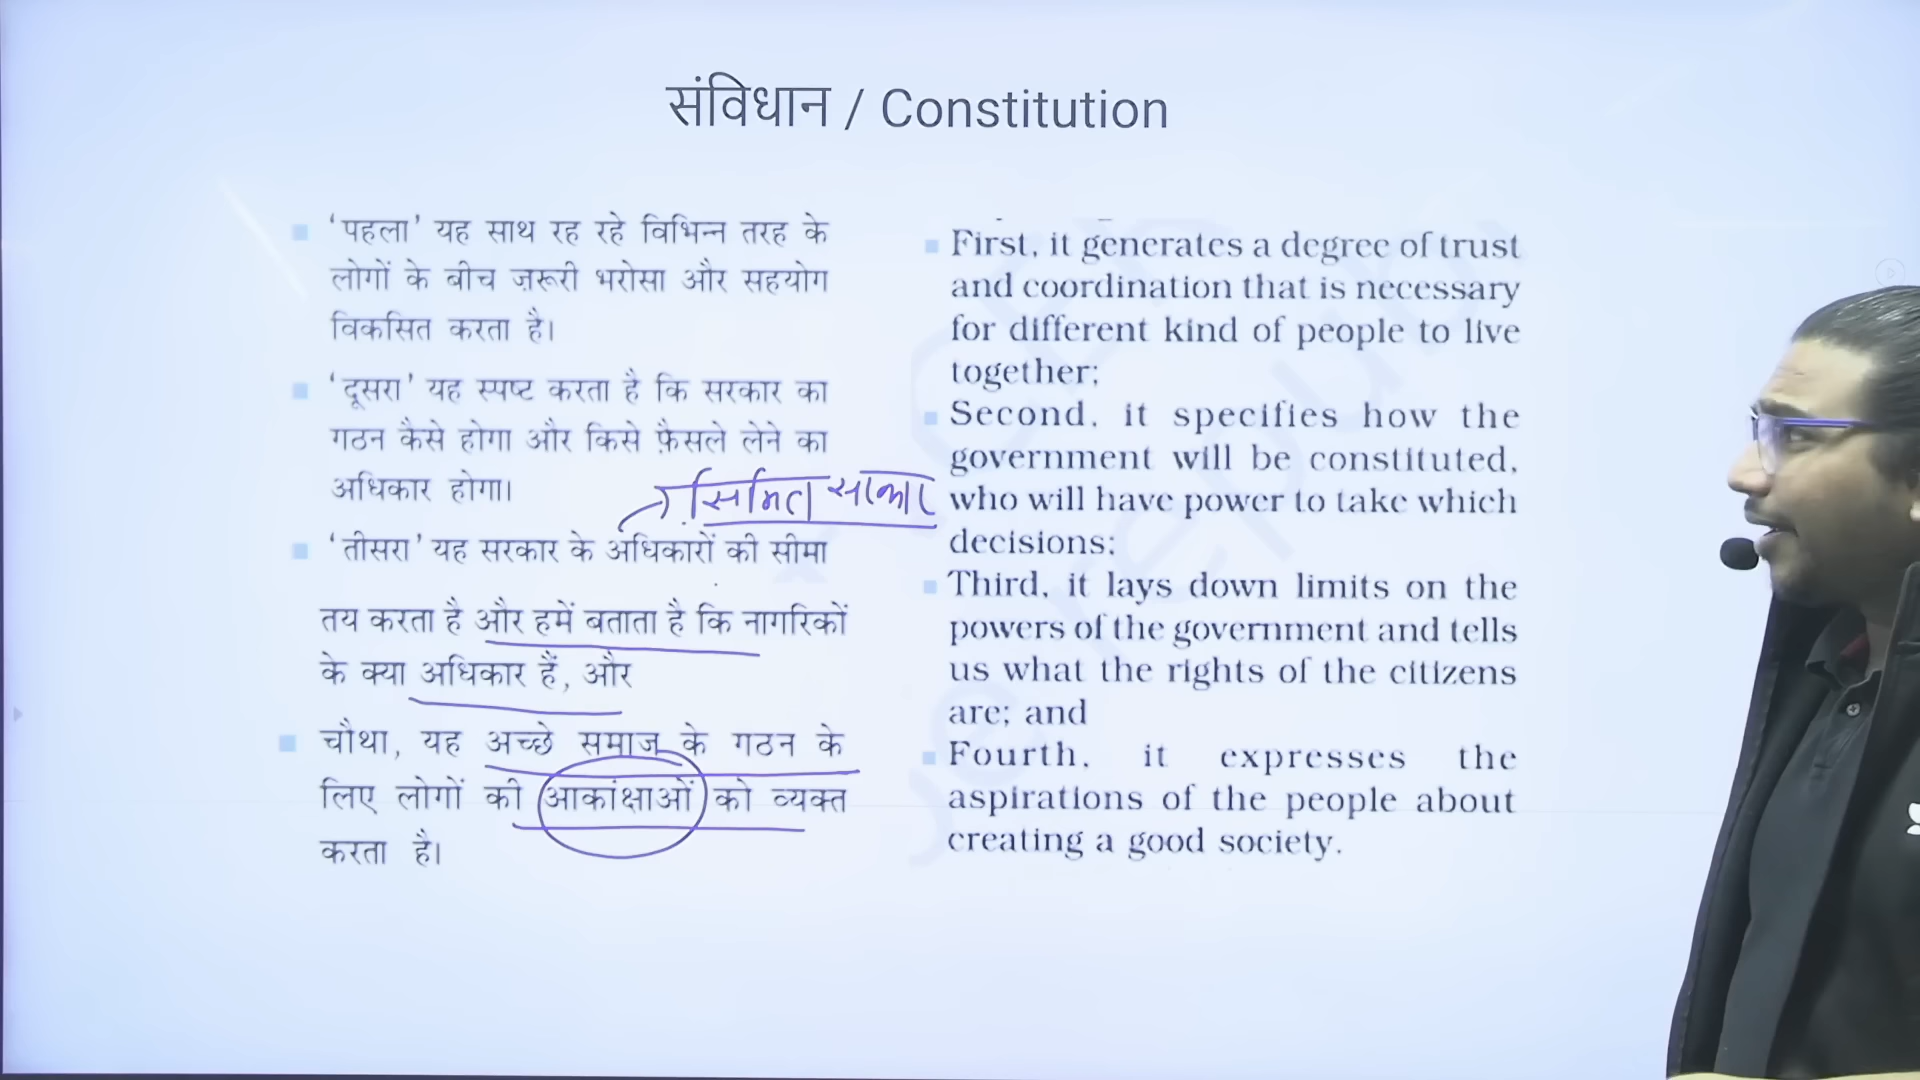 संविधान / Constitution
‘पहला’ यह साथ रह रहे विभिन्न तरह के
लोगों के बीच ज़रूरी भरोसा और सहयोग
विकसित करता है।
‘दूसरा’ यह स्पष्ट करता है कि सरकार का
गठन कैसे होगा और किसे फ़ैसले लेने का
अधिकार होगा।
सिमित सरकार
‘तीसरा’ यह सरकार के अधिकारों की सीमा
तय करता है और हमें बताता है कि नागरिकों
के क्या अधिकार हैं, और
चौथा, यह अच्छे समाज के गठन के
लिए लोगों की आकांक्षाओं को व्यक्त
करता है।
First, it generates a degree of trust
and coordination that is necessary
for different kind of people to live
together;
Second, it specifies how the
government will be constituted,
who will have power to take which
decisions;
Third, it lays down limits on the
powers of the government and tells
us what the rights of the citizens
are; and
Fourth, it expresses the
aspirations of the people about
creating a good society.